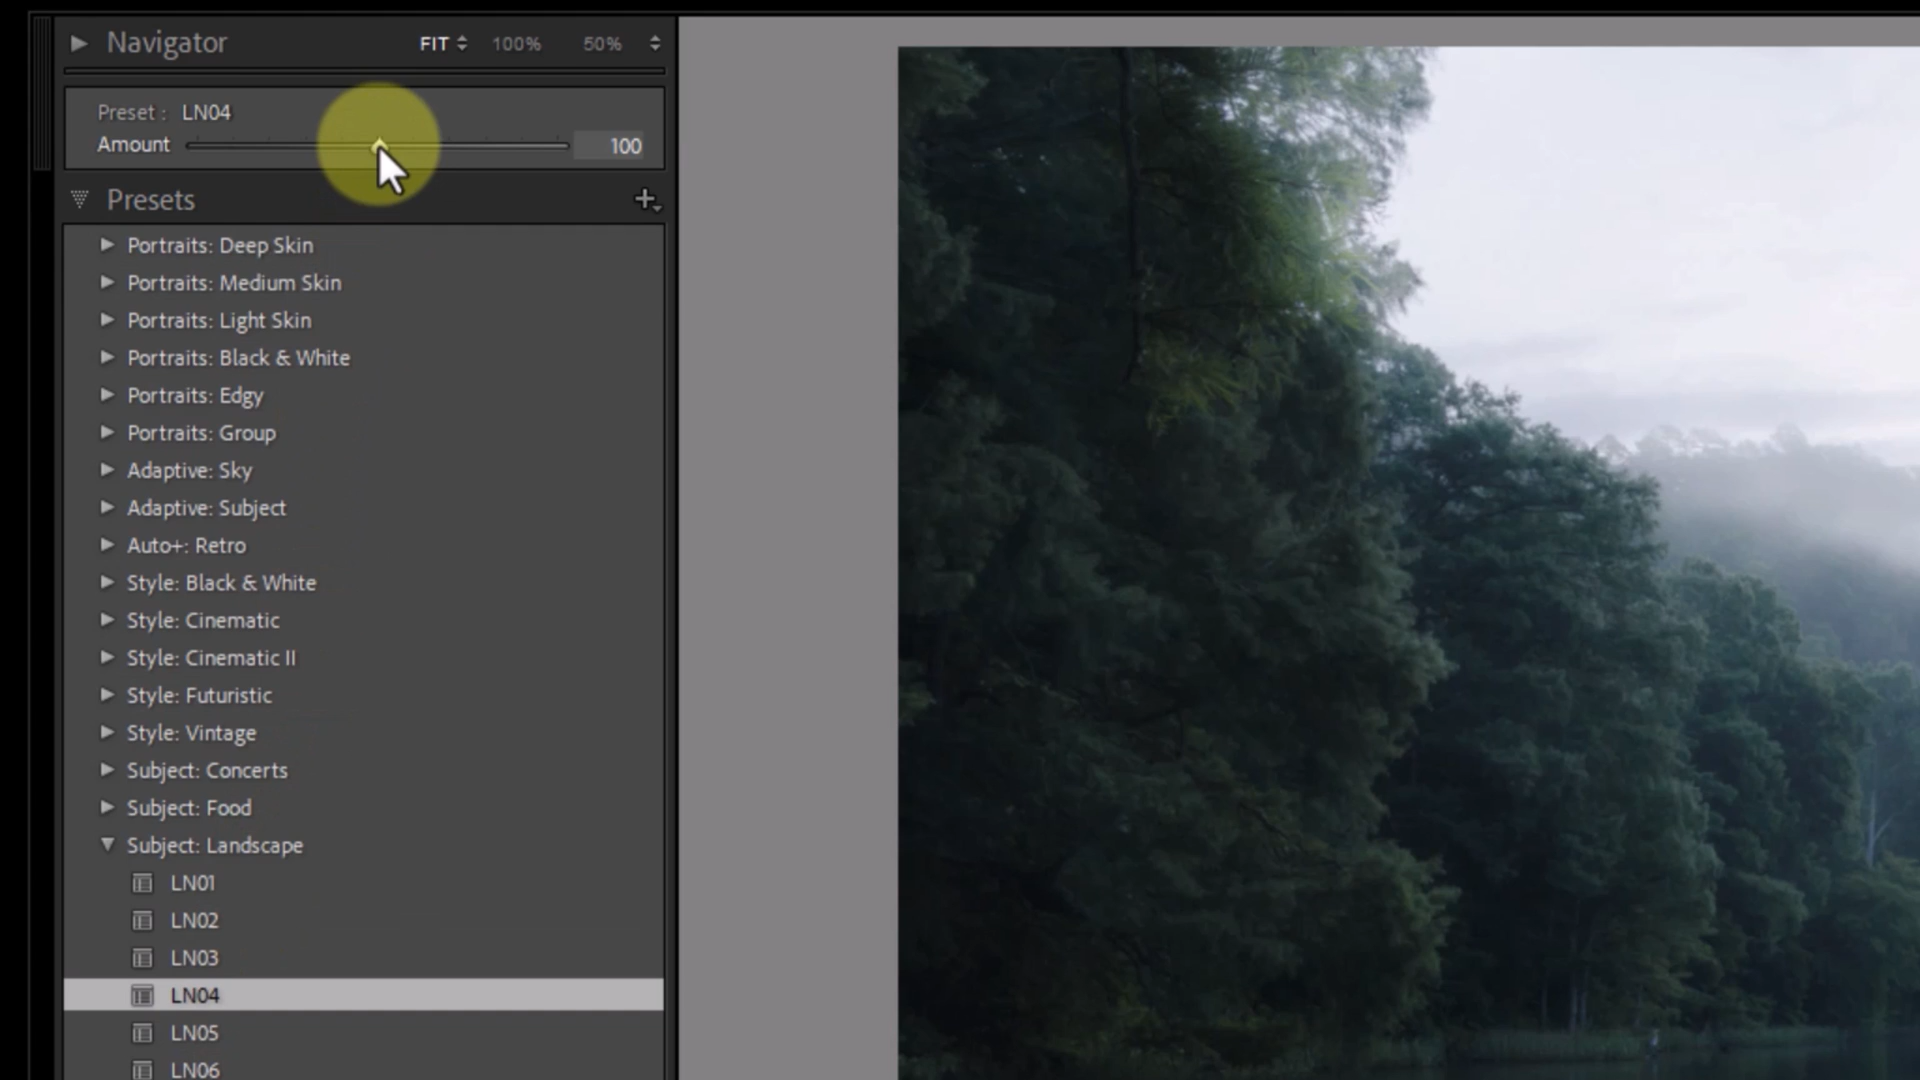 Navigator FIT 100% 50%
Preset : LN04
Amount 100
Presets
Portraits: Deep Skin
Portraits: Medium Skin
Portraits: Light Skin
Portraits: Black & White
Portraits: Edgy
Portraits: Group
Adaptive: Sky
Adaptive: Subject
Auto+: Retro
Style: Black & White
Style: Cinematic
Style: Cinematic II
Style: Futuristic
Style: Vintage
Subject: Concerts
Subject: Food
Subject: Landscape
LN01
LN02
LN03
LN04
LN05
LN06